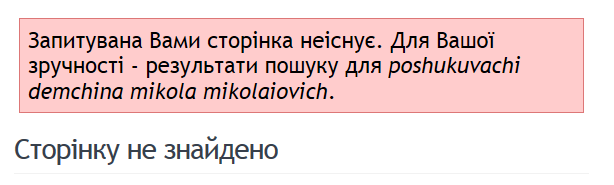 Запитувана Вами сторінка неіснує. Для Вашої
зручності - результати пошуку для poshukuvachi
demchina mikola mikolaiovich.
Сторінку не знайдено